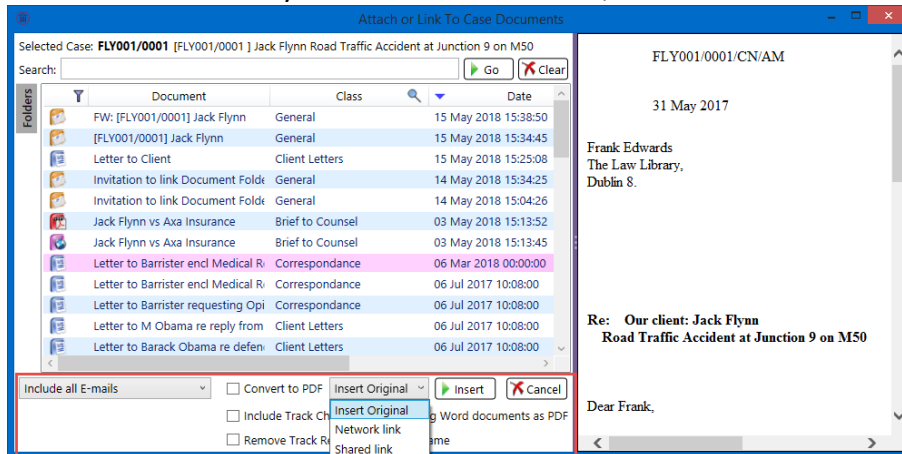 Attach or Link To Case Documents
Selected Case: FLY001/0001 [FLY001/0001 ] Jack Flynn Road Traffic Accident at Junction 9 on M50
Search: Go Clear
Folders
Document Class Date
FW: [FLY001/0001] Jack Flynn General 15 May 2018 15:38:50
[FLY001/0001] Jack Flynn General 15 May 2018 15:34:45
Letter to Client Client Letters 15 May 2018 15:25:08
Invitation to link Document Folde General 14 May 2018 15:34:25
Invitation to link Document Folde General 14 May 2018 15:04:26
Jack Flynn vs Axa Insurance Brief to Counsel 03 May 2018 15:13:52
Jack Flynn vs Axa Insurance Brief to Counsel 03 May 2018 15:13:45
Letter to Barrister encl Medical R Correspondance 06 Mar 2018 00:00:00
Letter to Barrister encl Medical R Correspondance 06 Jul 2017 10:08:00
Letter to Barrister requesting Opi Correspondance 06 Jul 2017 10:08:00
Letter to M Obama re reply from Client Letters 06 Jul 2017 10:08:00
Letter to Barack Obama re defen Client Letters 06 Jul 2017 10:08:00
Include all E-mails Convert to PDF Insert Original Insert Cancel
Include Track Ch g Word documents as PDF
Remove Track Re ame
Insert Original
Network link
Shared link
FLY001/0001/CN/AM
31 May 2017
Frank Edwards
The Law Library,
Dublin 8.
Re: Our client: Jack Flynn
Road Traffic Accident at Junction 9 on M50
Dear Frank,